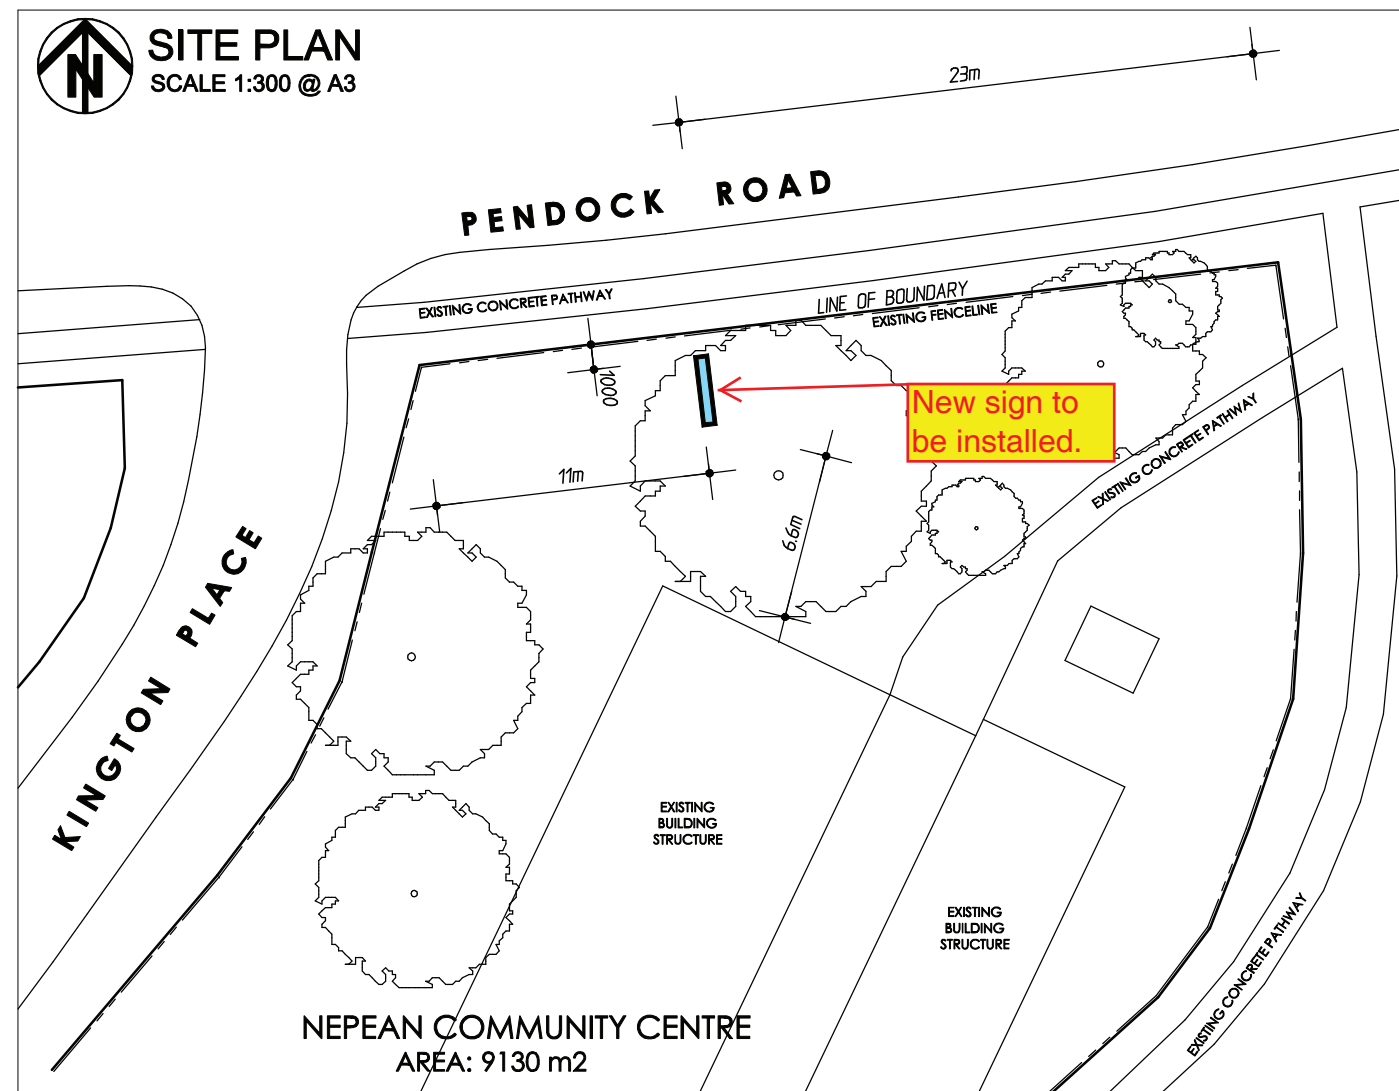 N
SITE PLAN
SCALE 1:300 @ A3
23m
PENDOCK ROAD
EXISTING CONCRETE PATHWAY
LINE OF BOUNDARY
EXISTING FENCELINE
1000
New sign to
be installed.
EXISTING CONCRETE PATHWAY
11m
6.6m
KINGTON PLACE
EXISTING
BUILDING
STRUCTURE
EXISTING
BUILDING
STRUCTURE
EXISTING CONCRETE PATHWAY
NEPEAN COMMUNITY CENTRE
AREA: 9130 m2